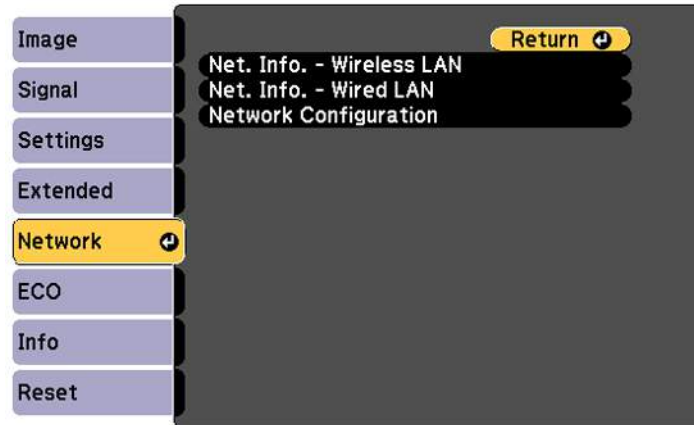 Image
Signal
Settings
Extended
Network
ECO
Info
Reset
Return
Net. Info. - Wireless LAN
Net. Info. - Wired LAN
Network Configuration